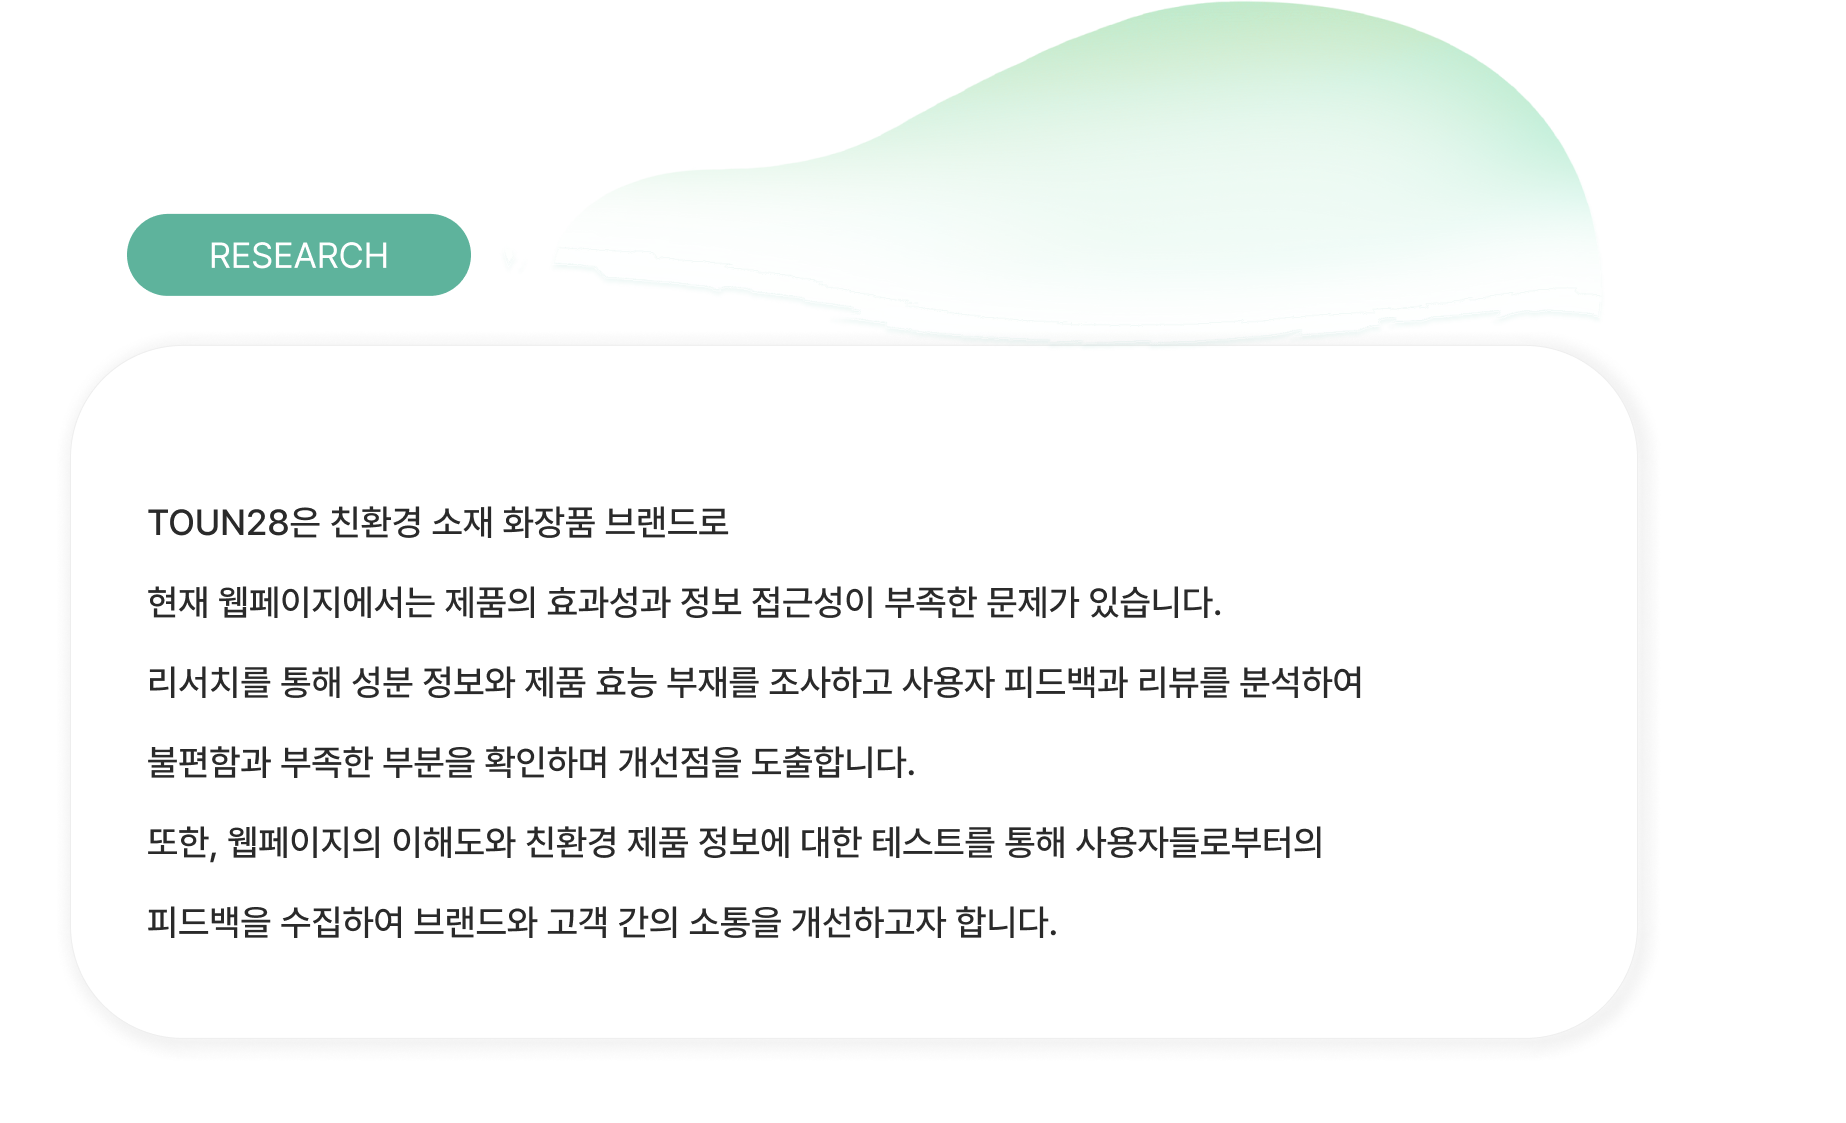 RESEARCH
TOUN28은 친환경 소재 화장품 브랜드로
현재 웹페이지에서는 제품의 효과성과 정보 접근성이 부족한 문제가 있습니다.
리서치를 통해 성분 정보와 제품 효능 부재를 조사하고 사용자 피드백과 리뷰를 분석하여
불편함과 부족한 부분을 확인하며 개선점을 도출합니다.
또한, 웹페이지의 이해도와 친환경 제품 정보에 대한 테스트를 통해 사용자들로부터의
피드백을 수집하여 브랜드와 고객 간의 소통을 개선하고자 합니다.